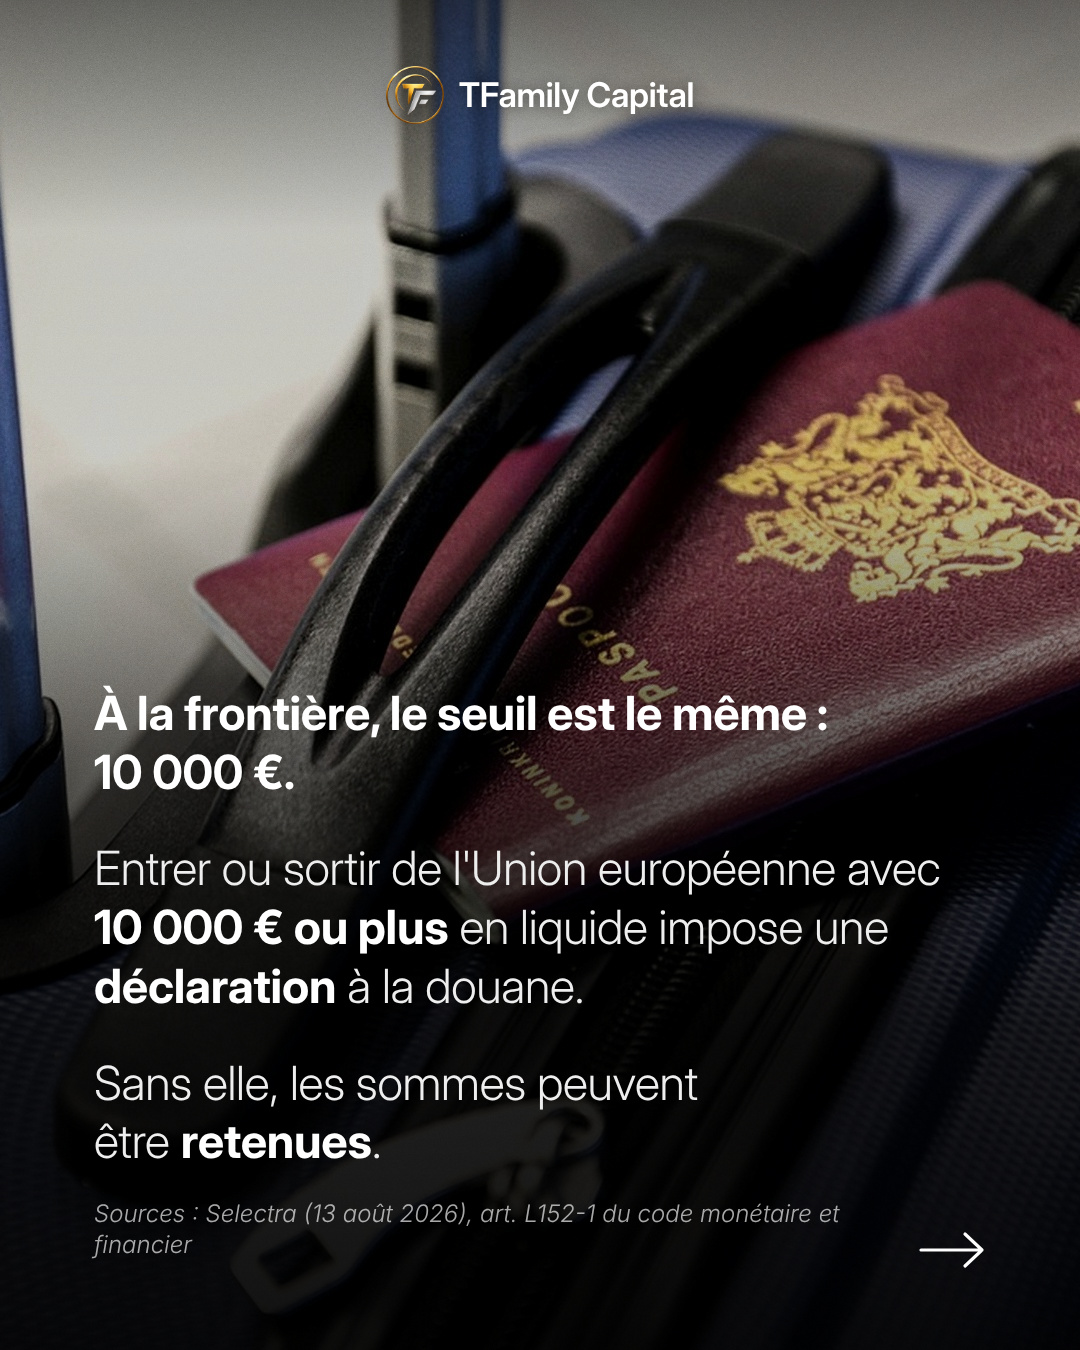 TFamily Capital
PASPOO
KONINKR
À la frontière, le seuil est le même :
10 000 €.
Entrer ou sortir de l'Union européenne avec
10 000 € ou plus en liquide impose une
déclaration à la douane.
Sans elle, les sommes peuvent
être retenues.
Sources : Selectra (13 août 2026), art. L152-1 du code monétaire et
financier